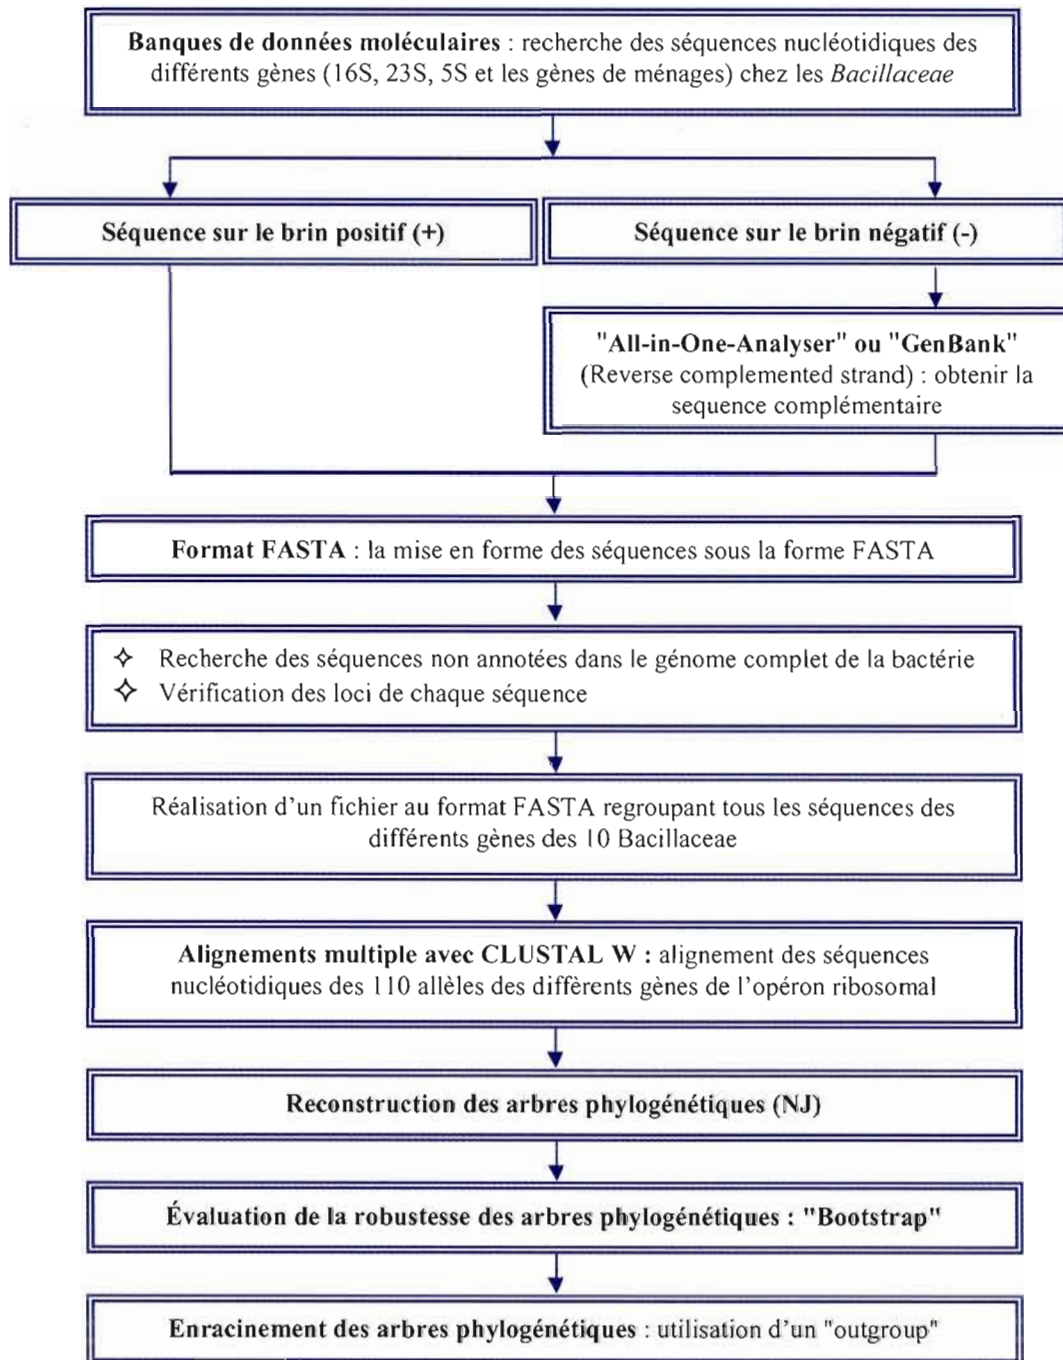 Banques de données moléculaires : recherche des séquences nucléotidiques des
différents gènes (16S, 23S, 5S et les gènes de ménages) chez les Bacillaceae
Séquence sur le brin positif (+)
Séquence sur le brin négatif (-)
"All-in-One-Analyser" ou "GenBank"
(Reverse complemented strand) : obtenir la
sequence complémentaire
Format FASTA : la mise en forme des séquences sous la forme FASTA
✧ Recherche des séquences non annotées dans le génome complet de la bactérie
✧ Vérification des loci de chaque séquence
Réalisation d'un fichier au format FASTA regroupant tous les séquences des
différents gènes des 10 Bacillaceae
Alignements multiple avec CLUSTAL W : alignement des séquences
nucléotidiques des 110 allèles des diffèrents gènes de l'opéron ribosomal
Reconstruction des arbres phylogénétiques (NJ)
Évaluation de la robustesse des arbres phylogénétiques : "Bootstrap"
Enracinement des arbres phylogénétiques : utilisation d'un "outgroup"